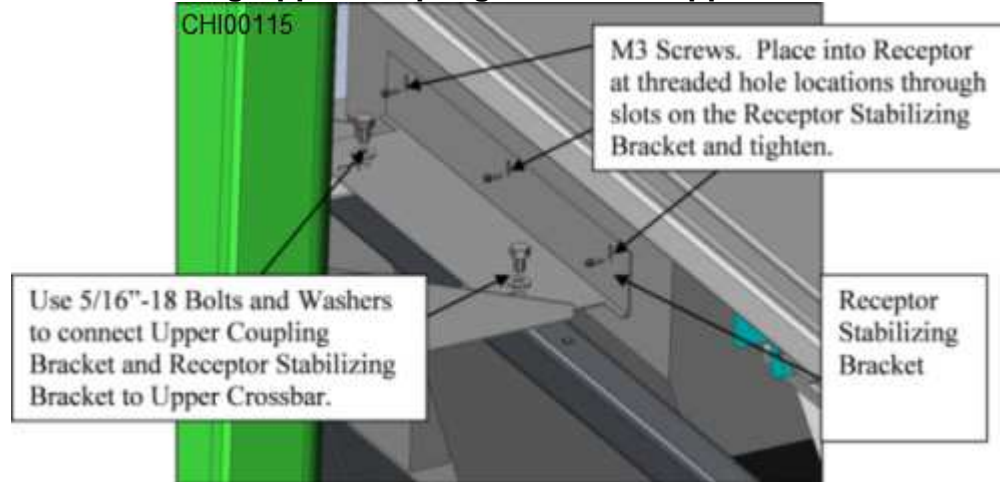 CHI00115
M3 Screws.  Place into Receptor
at threaded hole locations through
slots on the Receptor Stabilizing
Bracket and tighten.
Use 5/16”-18 Bolts and Washers
to connect Upper Coupling
Bracket and Receptor Stabilizing
Bracket to Upper Crossbar.
Receptor
Stabilizing
Bracket